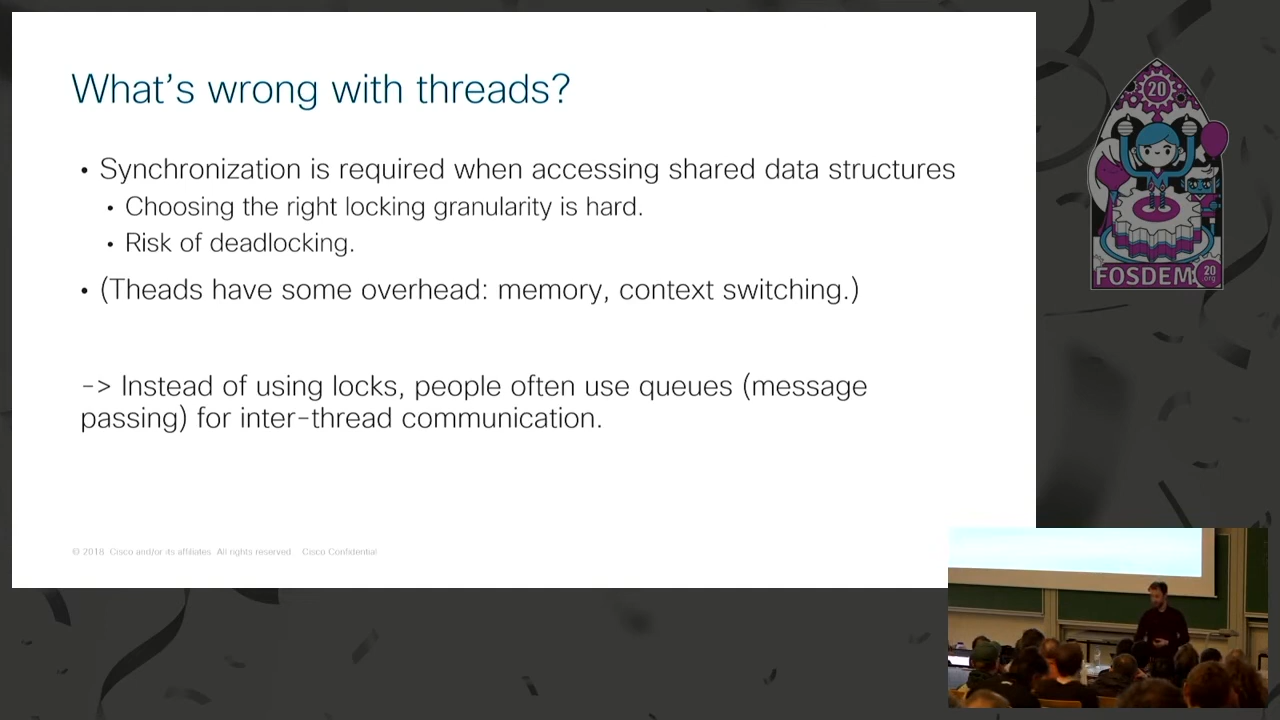 What's wrong with threads?
• Synchronization is required when accessing shared data structures
• Choosing the right locking granularity is hard.
• Risk of deadlocking.
• (Theads have some overhead: memory, context switching.)
-> Instead of using locks, people often use queues (message
passing) for inter-thread communication.
© 2018 Cisco and/or its affiliates. All rights reserved. Cisco Confidential
20
FOSDEM
20
.org